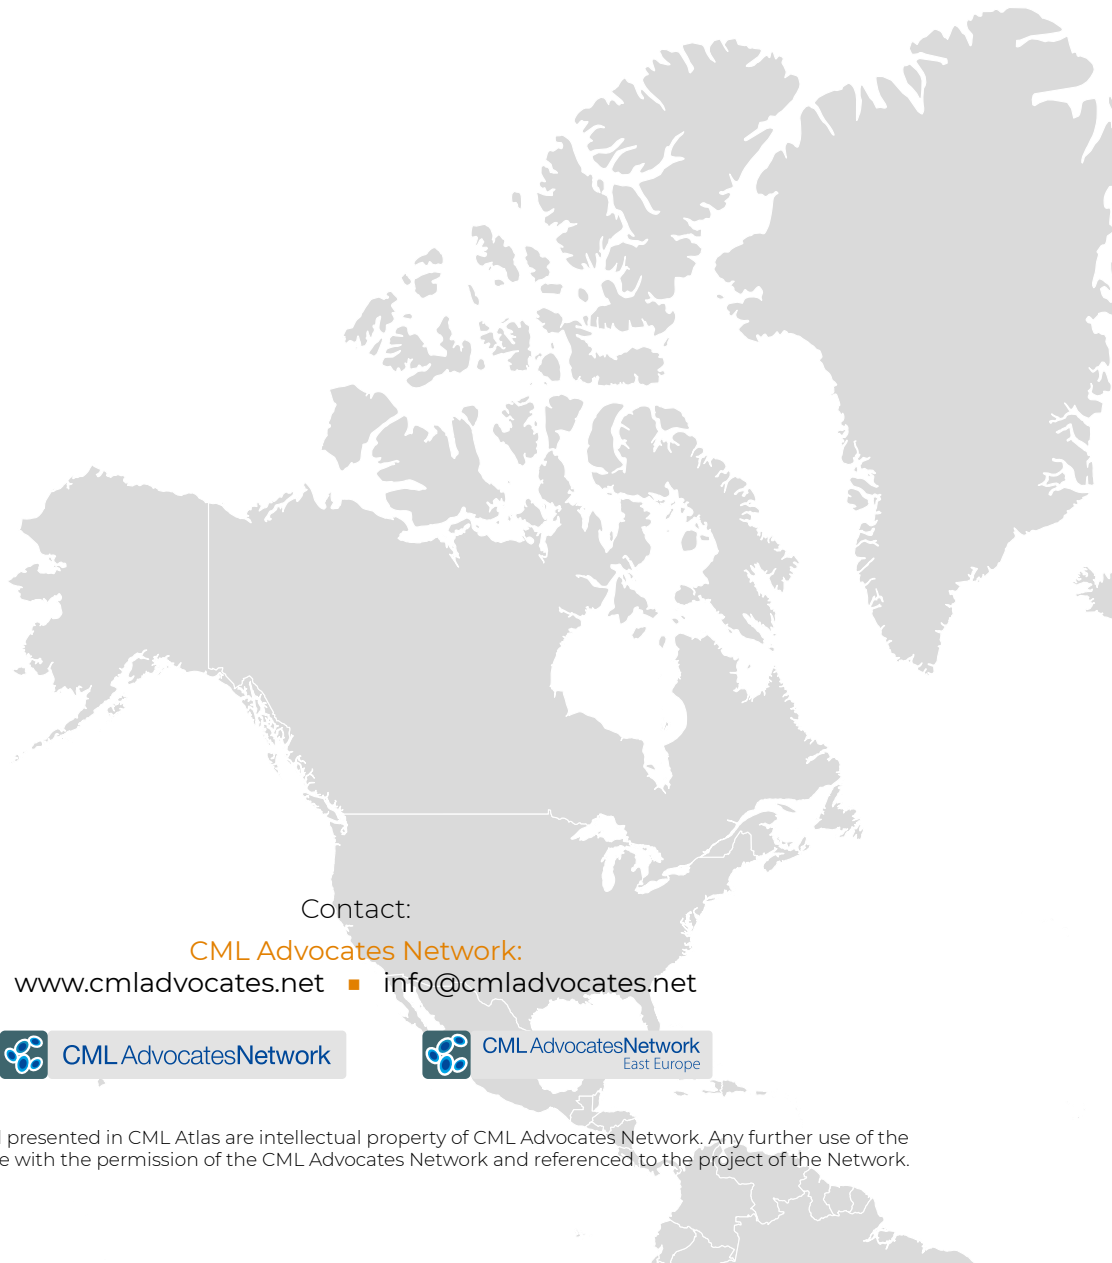 Contact:
CML Advocates Network:
www.cmladvocates.net ▪ info@cmladvocates.net
CML AdvocatesNetwork
CML AdvocatesNetwork
East Europe
presented in CML Atlas are intellectual property of CML Advocates Network. Any further use of the
with the permission of the CML Advocates Network and referenced to the project of the Network.